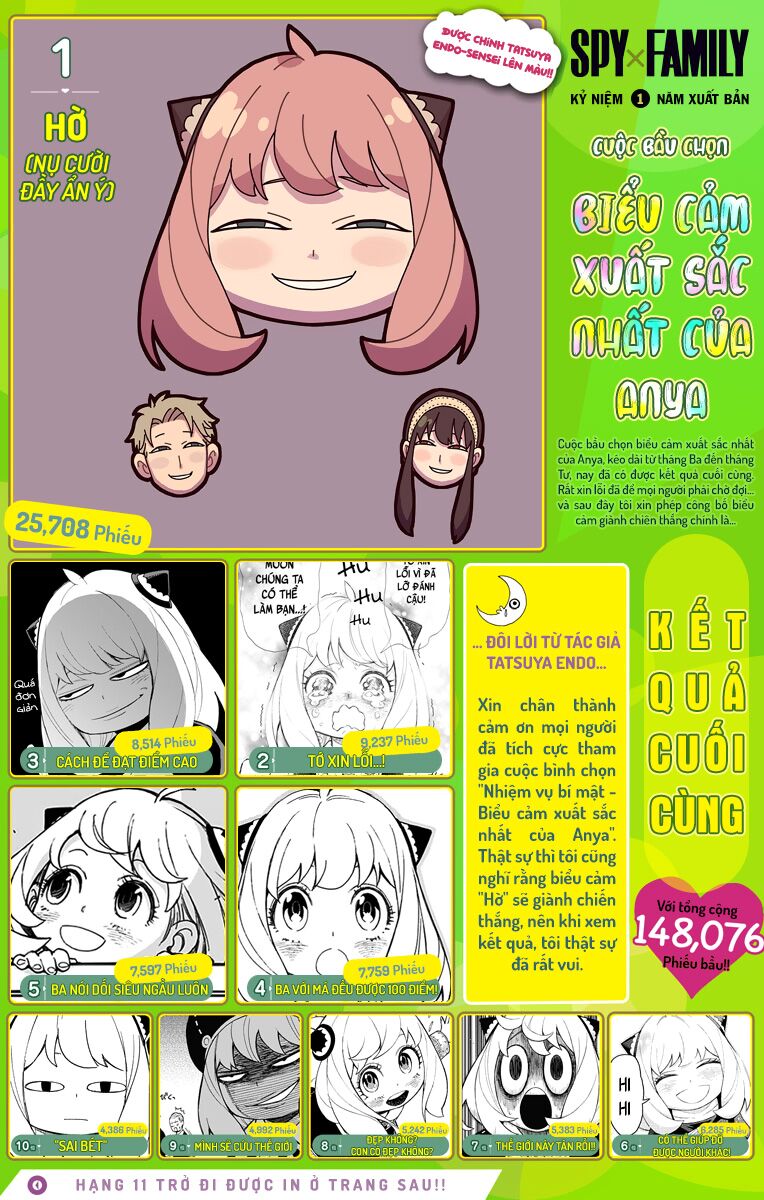 1
HỜ
(NỤ CƯỜI
ĐẦY ẨN Ý)
ĐƯỢC CHÍNH TATSUYA
ENDO-SENSEI LÊN MÀU!!
SPY×FAMILY
KỶ NIỆM 1 NĂM XUẤT BẢN
CUỘC BẦU CHỌN
BIỂU CẢM
XUẤT SẮC
NHẤT CỦA
ANYA
Cuộc bầu chọn biểu cảm xuất sắc nhất
của Anya, kéo dài từ tháng Ba đến tháng
Tư, nay đã có được kết quả cuối cùng.
Rất xin lỗi đã để mọi người phải chờ đợi...
và sau đây tôi xin phép công bố biểu
cảm giành chiến thắng chính là...
25,708 Phiếu
Quá
đơn
giản
8,514 Phiếu
3 CÁCH ĐỂ ĐẠT ĐIỂM CAO
MUỐN
CHÚNG TA
CÓ THỂ
LÀM BẠN...!
HU
HU
HU
TỚ XIN
LỖI VÌ ĐÃ
LỠ ĐÁNH
CẬU!
9,237 Phiếu
2 TỚ XIN LỖI...!
... ĐÔI LỜI TỪ TÁC GIẢ
TATSUYA ENDO...
Xin chân thành
cảm ơn mọi người
đã tích cực tham
gia cuộc bình chọn
"Nhiệm vụ bí mật -
Biểu cảm xuất sắc
nhất của Anya".
Thật sự thì tôi cũng
nghĩ rằng biểu cảm
"Hờ" sẽ giành chiến
thắng, nên khi xem
kết quả, tôi thật sự
đã rất vui.
KẾT
QUẢ
CUỐI
CÙNG
Với tổng cộng
148,076
Phiếu bầu!!
7,597 Phiếu
5 BA NÓI DỐI SIÊU NGẦU LUÔN
7,759 Phiếu
4 BA VỚI MÁ ĐỀU ĐƯỢC 100 ĐIỂM!
4,386 Phiếu
10 "SAI BÉT"
4,992 Phiếu
9 MÌNH SẼ CỨU THẾ GIỚI
5,242 Phiếu
8 ĐẸP KHÔNG?
CON CÓ ĐẸP KHÔNG?
5,383 Phiếu
7 THẾ GIỚI NÀY TÀN RỒI!!
HI
HI
6,285 Phiếu
6 CÓ THỂ GIÚP ĐỠ
ĐƯỢC NGƯỜI KHÁC!
HẠNG 11 TRỞ ĐI ĐƯỢC IN Ở TRANG SAU!!